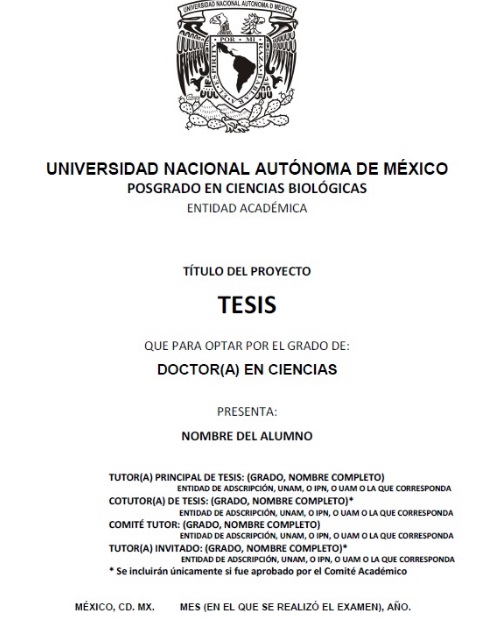 UNIVERSIDAD NACIONAL AUTÓNOMA DE MÉXICO
POR MI RAZA HABLARA
ESPIRITU
UNIVERSIDAD NACIONAL AUTÓNOMA DE MÉXICO
POSGRADO EN CIENCIAS BIOLÓGICAS
ENTIDAD ACADÉMICA
TÍTULO DEL PROYECTO
TESIS
QUE PARA OPTAR POR EL GRADO DE:
DOCTOR(A) EN CIENCIAS
PRESENTA:
NOMBRE DEL ALUMNO
TUTOR(A) PRINCIPAL DE TESIS: (GRADO, NOMBRE COMPLETO)
ENTIDAD DE ADSCRIPCIÓN, UNAM, O IPN, O UAM O LA QUE CORRESPONDA
COTUTOR(A) DE TESIS: (GRADO, NOMBRE COMPLETO)*
ENTIDAD DE ADSCRIPCIÓN, UNAM, O IPN, O UAM O LA QUE CORRESPONDA
COMITÉ TUTOR: (GRADO, NOMBRE COMPLETO)
ENTIDAD DE ADSCRIPCIÓN, UNAM, O IPN, O UAM O LA QUE CORRESPONDA
TUTOR(A) INVITADO: (GRADO, NOMBRE COMPLETO)*
ENTIDAD DE ADSCRIPCIÓN, UNAM, O IPN, O UAM O LA QUE CORRESPONDA
* Se incluirán únicamente si fue aprobado por el Comité Académico
MÉXICO, CD. MX. MES (EN EL QUE SE REALIZÓ EL EXAMEN), AÑO.